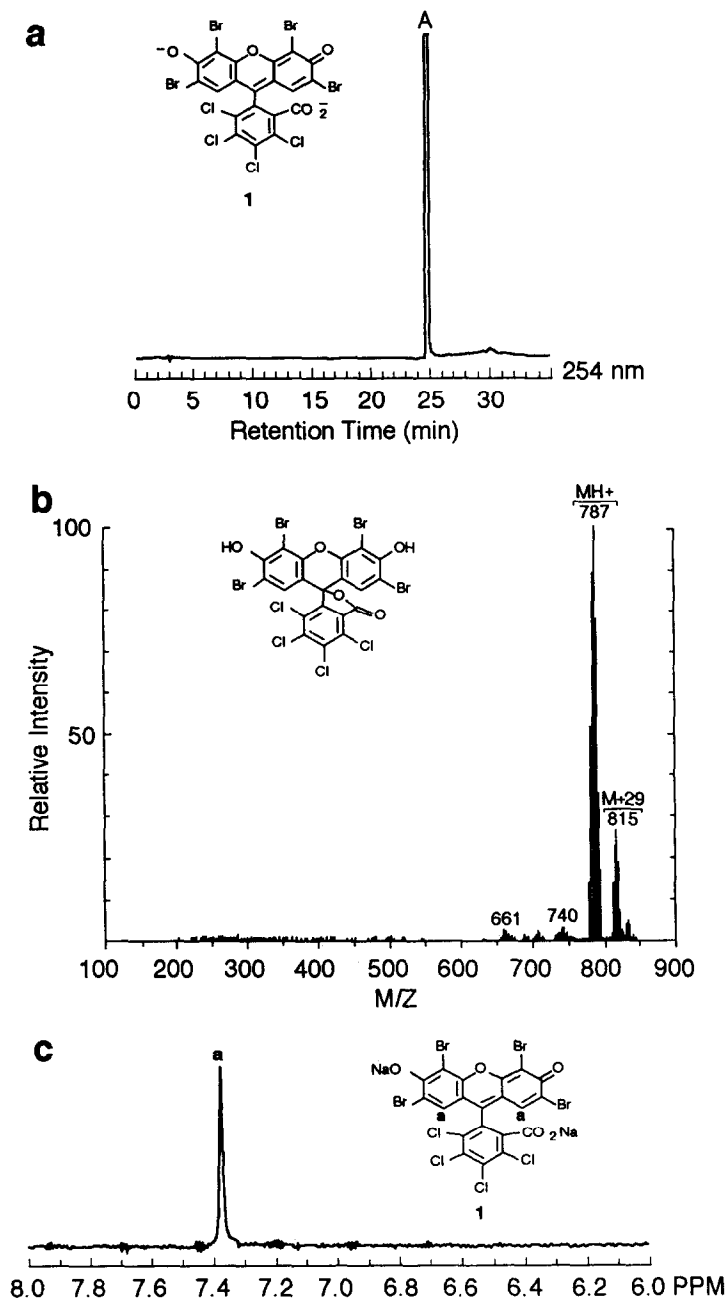 a
A
Br
Br
⁻O
O
O
Br
Br
Cl
CO₂⁻
Cl
Cl
Cl
1
254 nm
0 5 10 15 20 25 30
Retention Time (min)
b
MH+
787
100
Br
Br
HO
O
OH
Br
Br
O
Cl
O
Cl
Cl
Cl
50
Relative Intensity
M+29
815
661
740
100 200 300 400 500 600 700 800 900
M/Z
c
a
Br
Br
NaO
O
O
Br
Br
a
a
Cl
CO₂Na
Cl
Cl
Cl
1
8.0 7.8 7.6 7.4 7.2 7.0 6.8 6.6 6.4 6.2 6.0 PPM